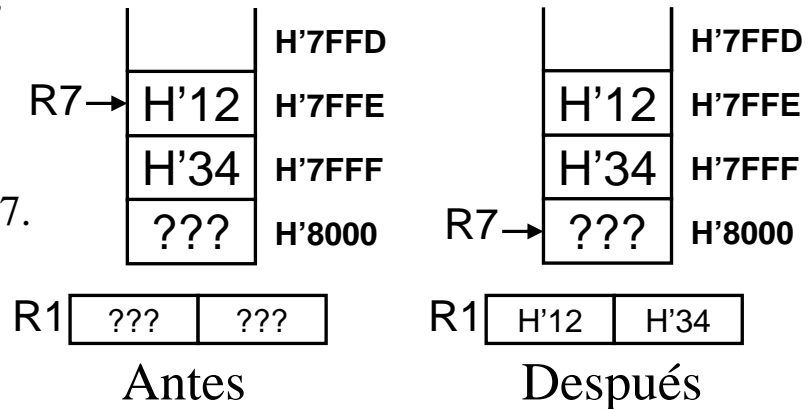 H’7FFD H’7FFD
R7 H’12 H’7FFE H’12 H’7FFE
H’34 H’7FFF H’34 H’7FFF
7.
??? H’8000 R7 ??? H’8000
R1 ??? ??? R1 H’12 H’34
Antes Después